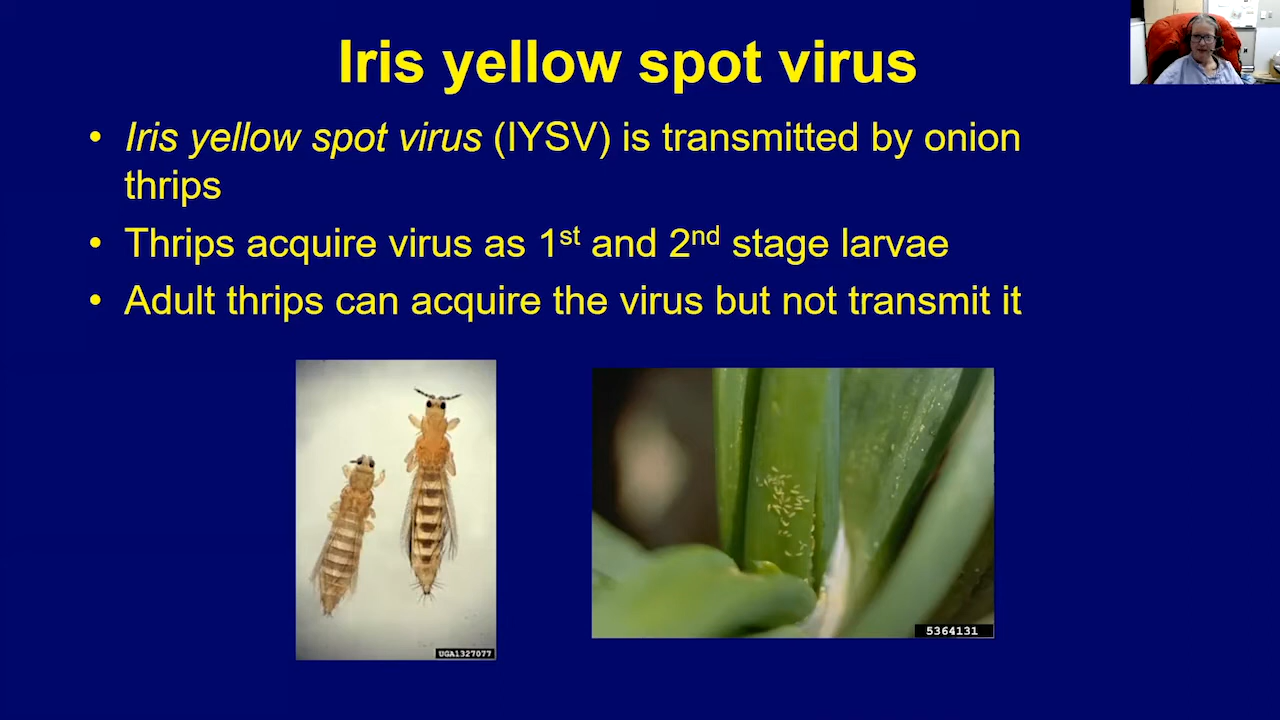 Iris yellow spot virus
• Iris yellow spot virus (IYSV) is transmitted by onion
thrips
• Thrips acquire virus as 1st and 2nd stage larvae
• Adult thrips can acquire the virus but not transmit it
UGA1327077
5364131